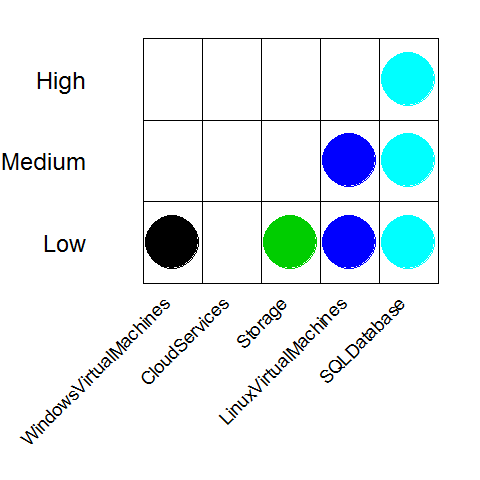 High
Medium
Low
WindowsVirtualMachines
CloudServices
Storage
LinuxVirtualMachines
SQLDatabase